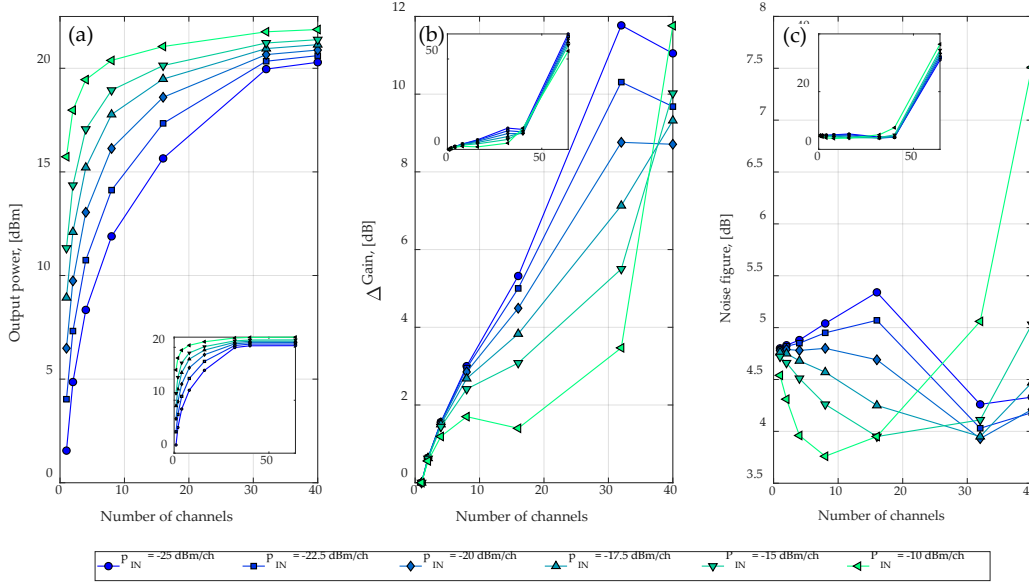 (a)
20
15
10
5
0
0 10 20 30 40
Output power, [dBm]
Number of channels
20
10
0
0 50
(b)
12
10
8
6
4
2
0
0 10 20 30 40
Δ Gain, [dB]
Number of channels
50
0
0 50
(c)
8
7.5
7
6.5
6
5.5
5
4.5
4
3.5
0 10 20 30 40
Noise figure, [dB]
Number of channels
40
20
0
0 50
P IN = -25 dBm/ch P IN = -22.5 dBm/ch P IN = -20 dBm/ch P IN = -17.5 dBm/ch P IN = -15 dBm/ch P IN = -10 dBm/ch